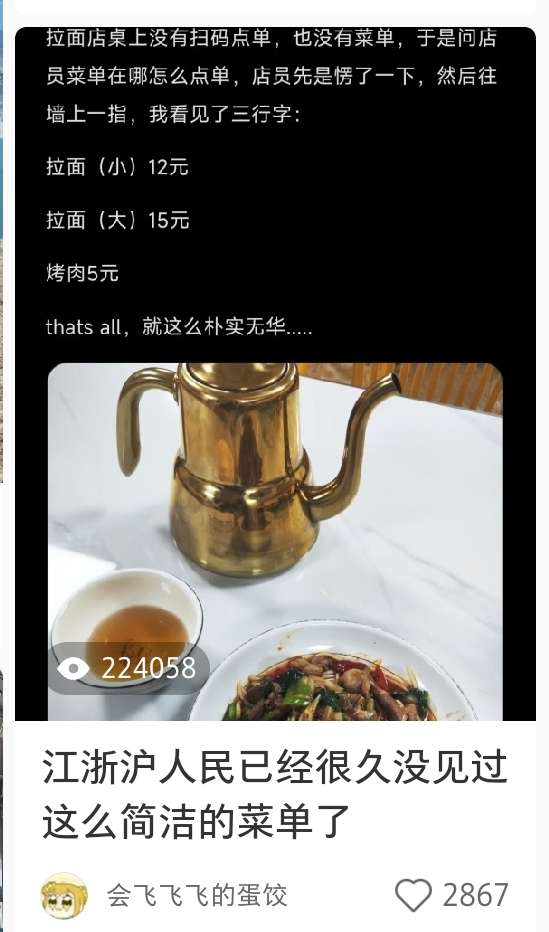 拉面店桌上没有扫码点单，也没有菜单，于是问店
员菜单在哪怎么点单，店员先是愣了一下，然后往
墙上一指，我看见了三行字：
拉面（小）12元
拉面（大）15元
烤肉5元
thats all，就这么朴实无华.....
224058
江浙沪人民已经很久没见过
这么简洁的菜单了
会飞飞飞的蛋饺
2867